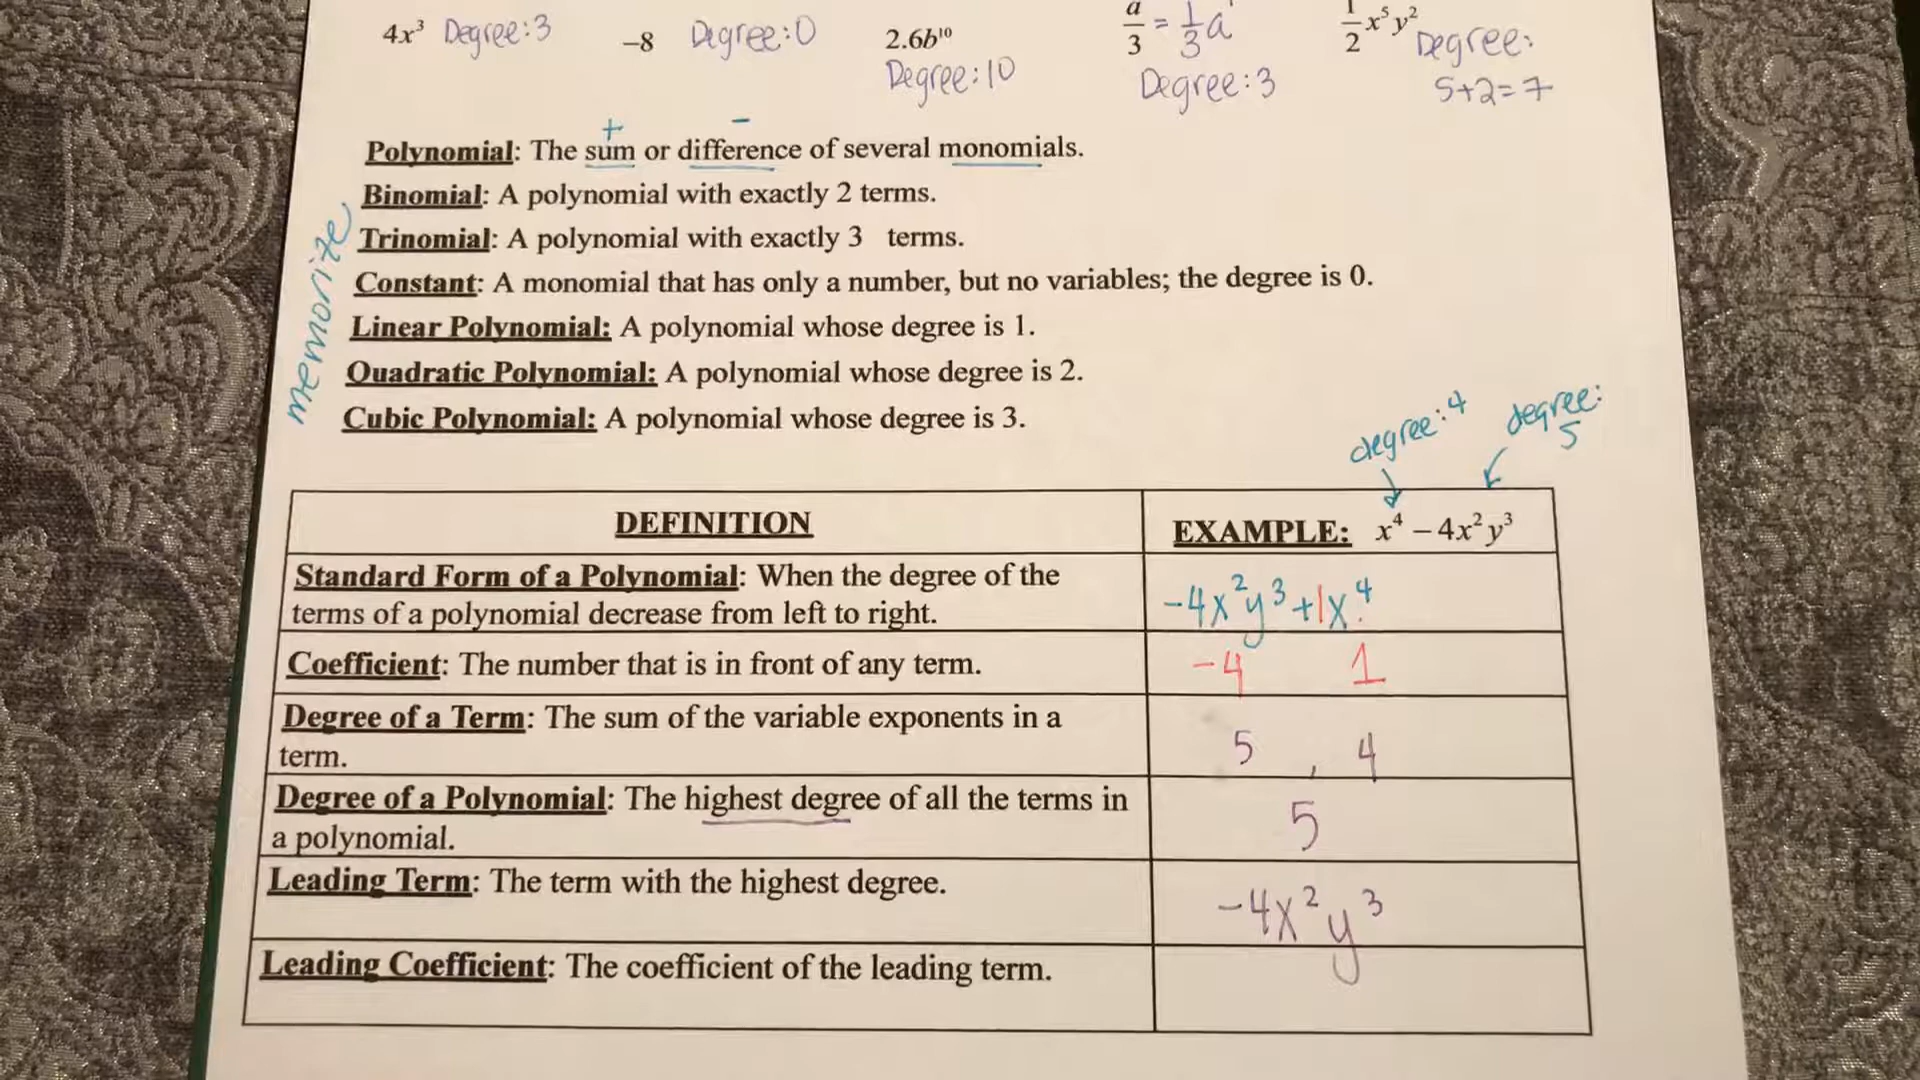 4x³ Degree:3 -8 Degree:0 2.6b¹⁰ a/3 = 1/3 a¹ 1/2 x⁵y² Degree:
Degree:10 Degree:3 5+2=7
+ -
Polynomial: The sum or difference of several monomials.
Binomial: A polynomial with exactly 2 terms.
Trinomial: A polynomial with exactly 3 terms.
Constant: A monomial that has only a number, but no variables; the degree is 0.
Linear Polynomial: A polynomial whose degree is 1.
Quadratic Polynomial: A polynomial whose degree is 2.
Cubic Polynomial: A polynomial whose degree is 3.
memorize
degree:4 degree:
5
DEFINITION EXAMPLE: x⁴ – 4x²y³
Standard Form of a Polynomial: When the degree of the
terms of a polynomial decrease from left to right.
-4x²y³+1x⁴
Coefficient: The number that is in front of any term. -4 1
Degree of a Term: The sum of the variable exponents in a
term.
5 , 4
Degree of a Polynomial: The highest degree of all the terms in
a polynomial.
5
Leading Term: The term with the highest degree.
-4x²y³
Leading Coefficient: The coefficient of the leading term.